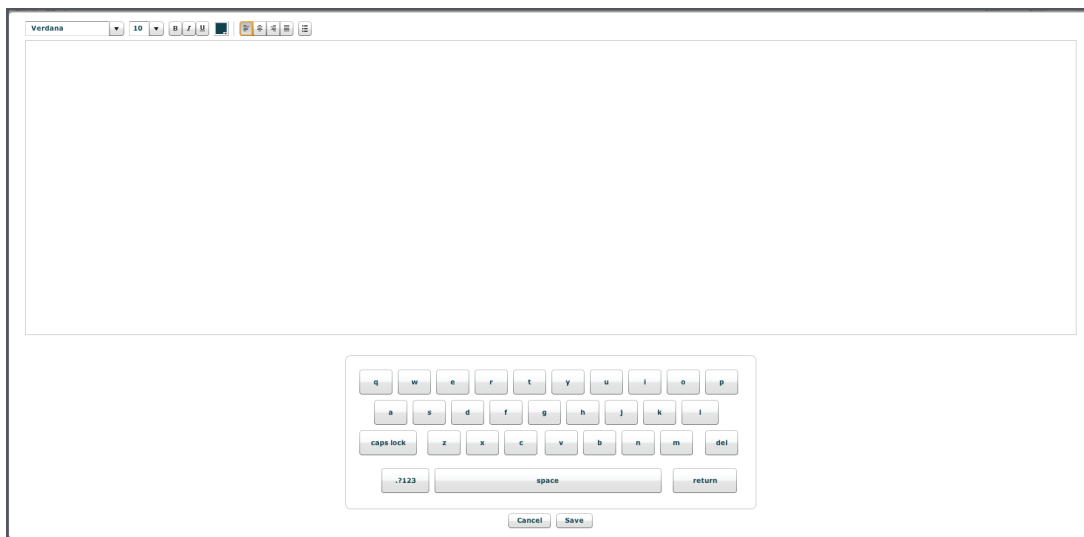 Verdana 10 B I U
q w e r t y u i o p
a s d f g h j k l
caps lock z x c v b n m del
.?123 space return
Cancel Save